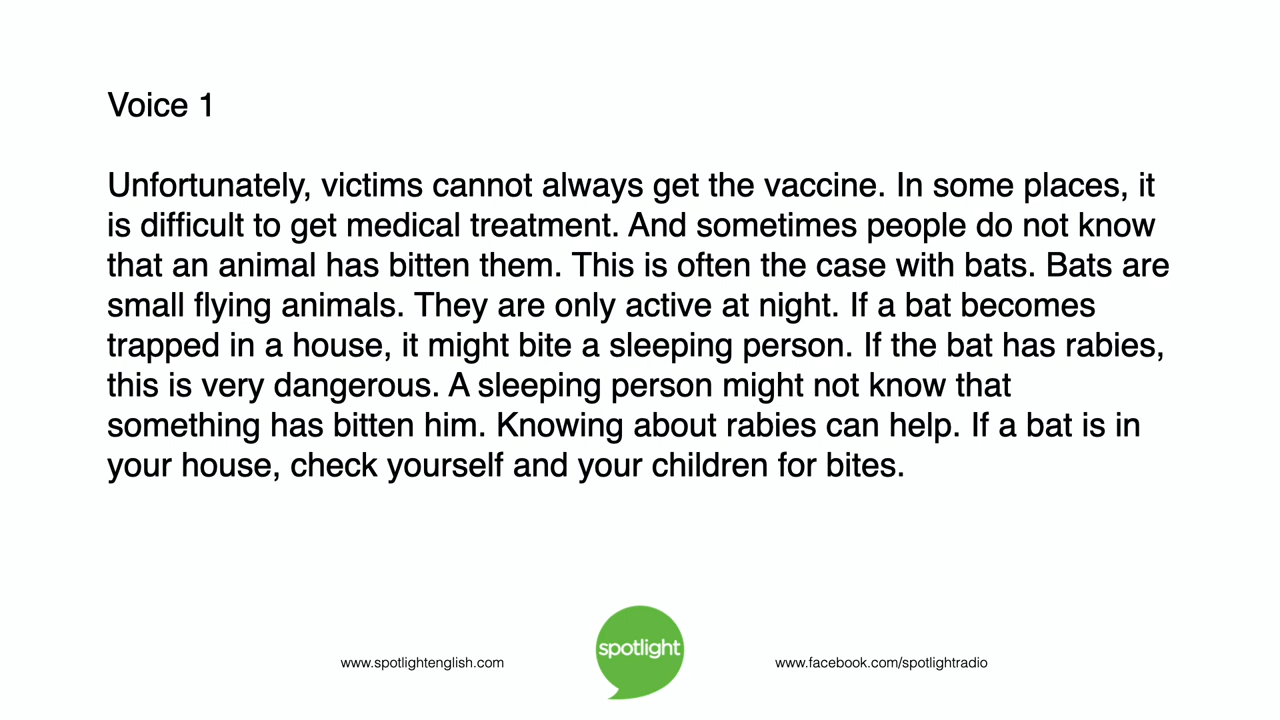 Voice 1
Unfortunately, victims cannot always get the vaccine. In some places, it
is difficult to get medical treatment. And sometimes people do not know
that an animal has bitten them. This is often the case with bats. Bats are
small flying animals. They are only active at night. If a bat becomes
trapped in a house, it might bite a sleeping person. If the bat has rabies,
this is very dangerous. A sleeping person might not know that
something has bitten him. Knowing about rabies can help. If a bat is in
your house, check yourself and your children for bites.
www.spotlightenglish.com
spotlight
www.facebook.com/spotlightradio